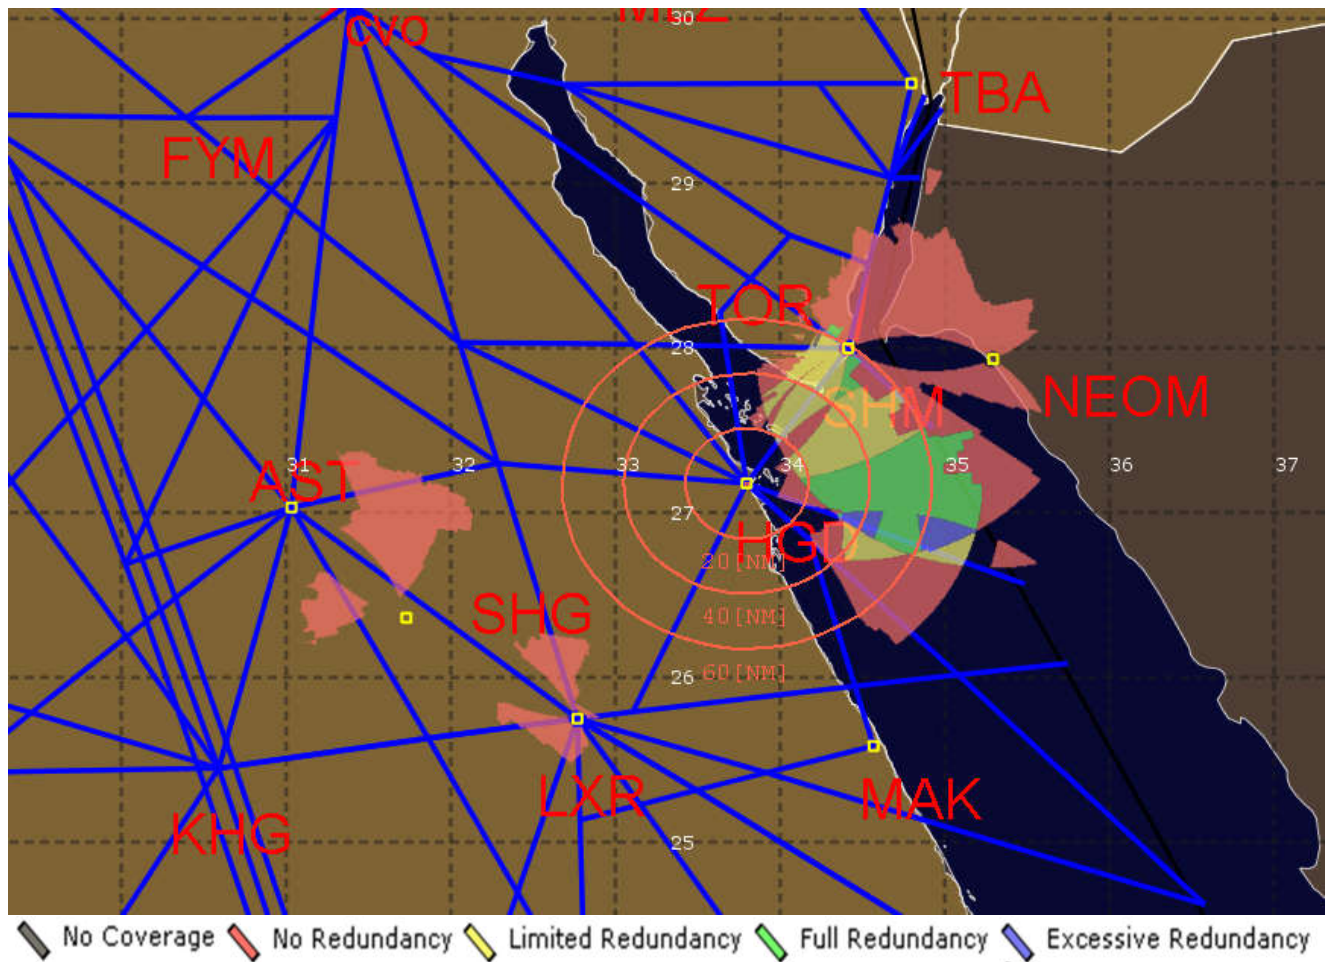 30
CVO
TBA
FYM
29
TOR
28
NEOM
SHM
31
32
33
34
35
36
37
AST
27
HGD
20[NM]
SHG
40[NM]
26
60[NM]
LXR
MAK
KHG
25
No Coverage
No Redundancy
Limited Redundancy
Full Redundancy
Excessive Redundancy